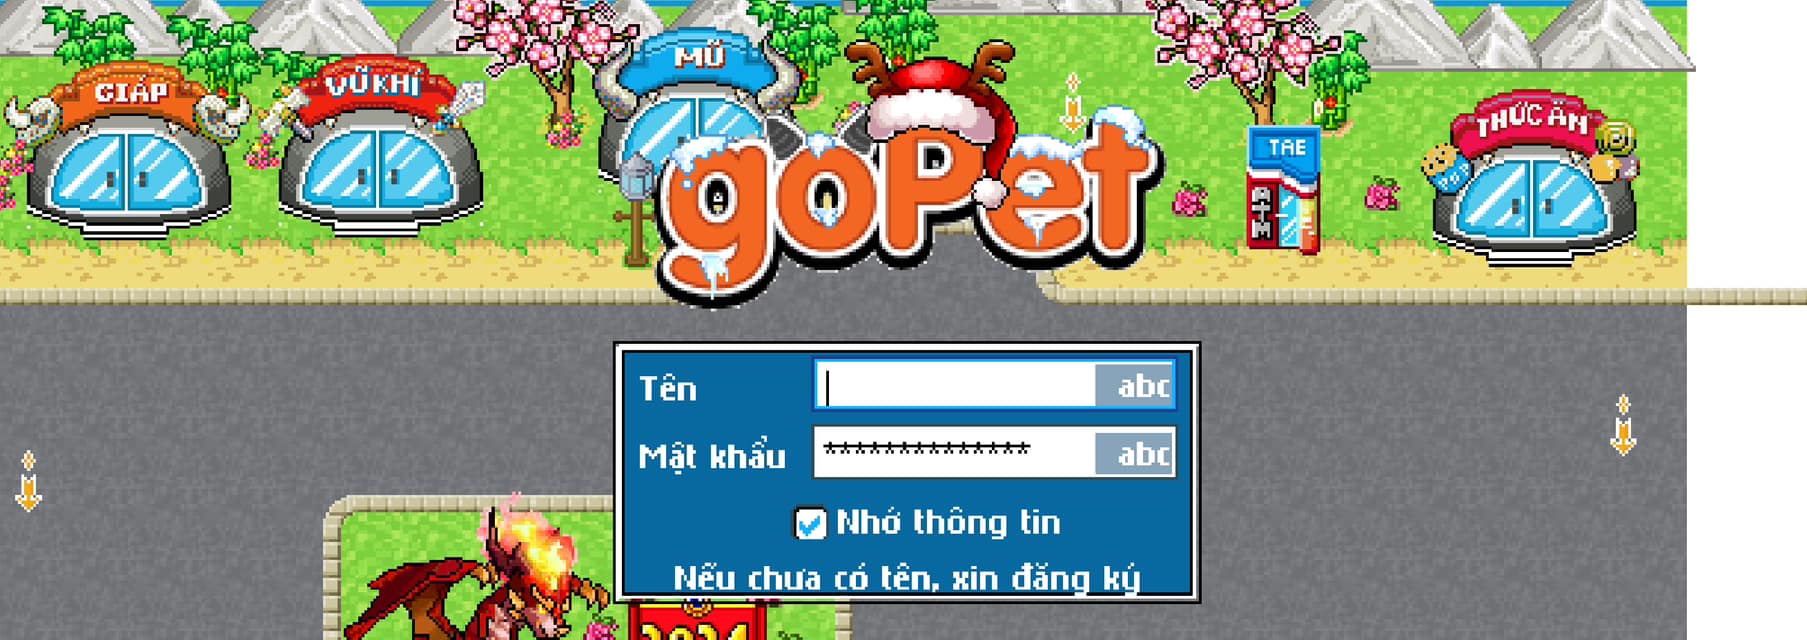 GIÁP
VŨ KHÍ
MŨ
THỨC ĂN
TAE
ATM
goPet
Tên
abc
Mật khẩu
**************
abc
Nhớ thông tin
Nếu chưa có tên, xin đăng ký
2024